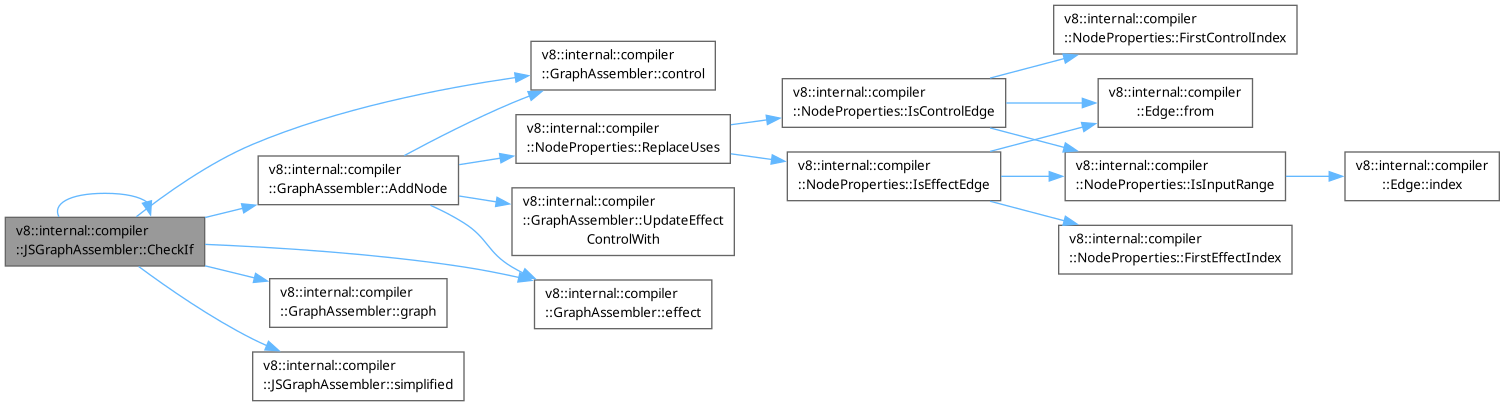 v8::internal::compiler
::JSGraphAssembler::CheckIf
v8::internal::compiler
::GraphAssembler::AddNode
v8::internal::compiler
::GraphAssembler::graph
v8::internal::compiler
::JSGraphAssembler::simplified
v8::internal::compiler
::GraphAssembler::control
v8::internal::compiler
::NodeProperties::ReplaceUses
v8::internal::compiler
::GraphAssembler::UpdateEffect
ControlWith
v8::internal::compiler
::GraphAssembler::effect
v8::internal::compiler
::NodeProperties::IsControlEdge
v8::internal::compiler
::NodeProperties::IsEffectEdge
v8::internal::compiler
::NodeProperties::FirstControlIndex
v8::internal::compiler
::Edge::from
v8::internal::compiler
::NodeProperties::IsInputRange
v8::internal::compiler
::NodeProperties::FirstEffectIndex
v8::internal::compiler
::Edge::index